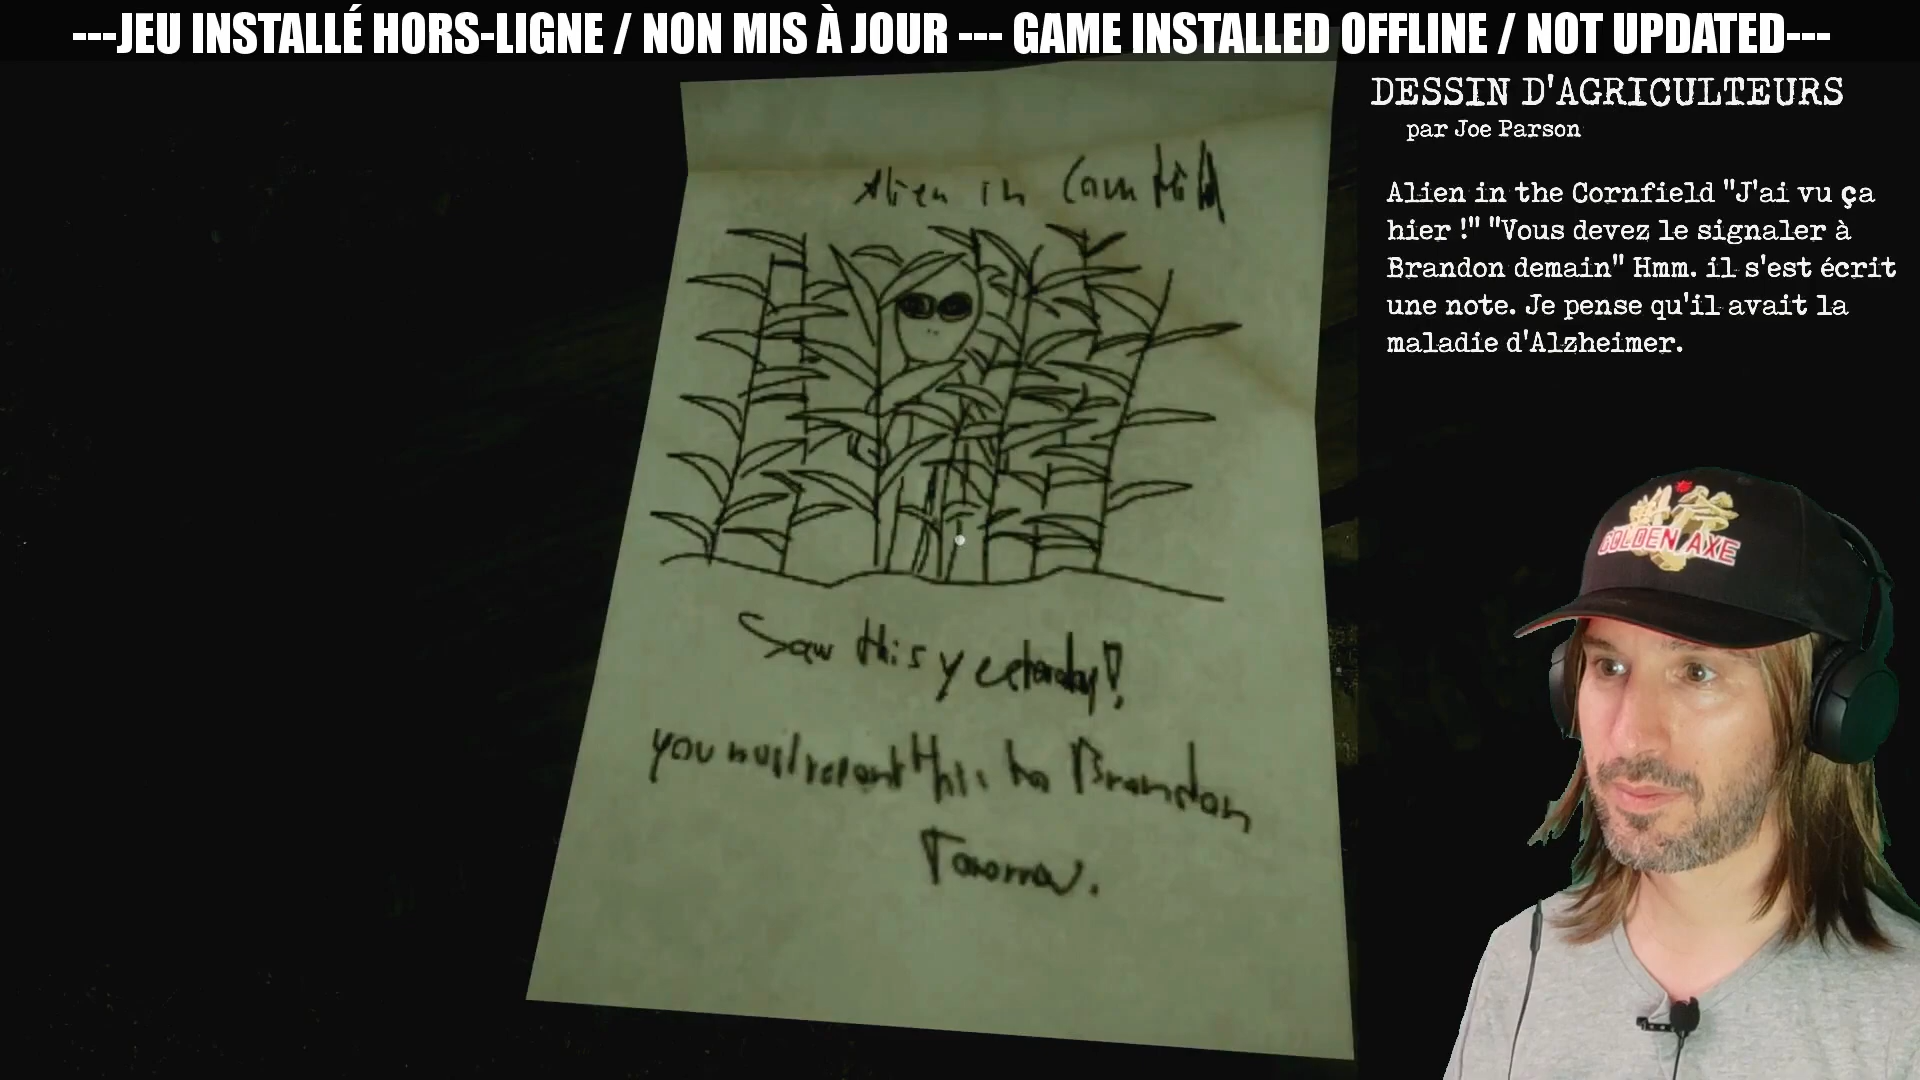 ---JEU INSTALLÉ HORS-LIGNE / NON MIS À JOUR --- GAME INSTALLED OFFLINE / NOT UPDATED---
DESSIN D'AGRICULTEURS
par Joe Parson
Alien in the Cornfield "J'ai vu ça
hier !" "Vous devez le signaler à
Brandon demain" Hmm. il s'est écrit
une note. Je pense qu'il avait la
maladie d'Alzheimer.
Alien in
Saw this yesterday!
you must report this to Brandon
Tomorrow.
GOLDEN AXE